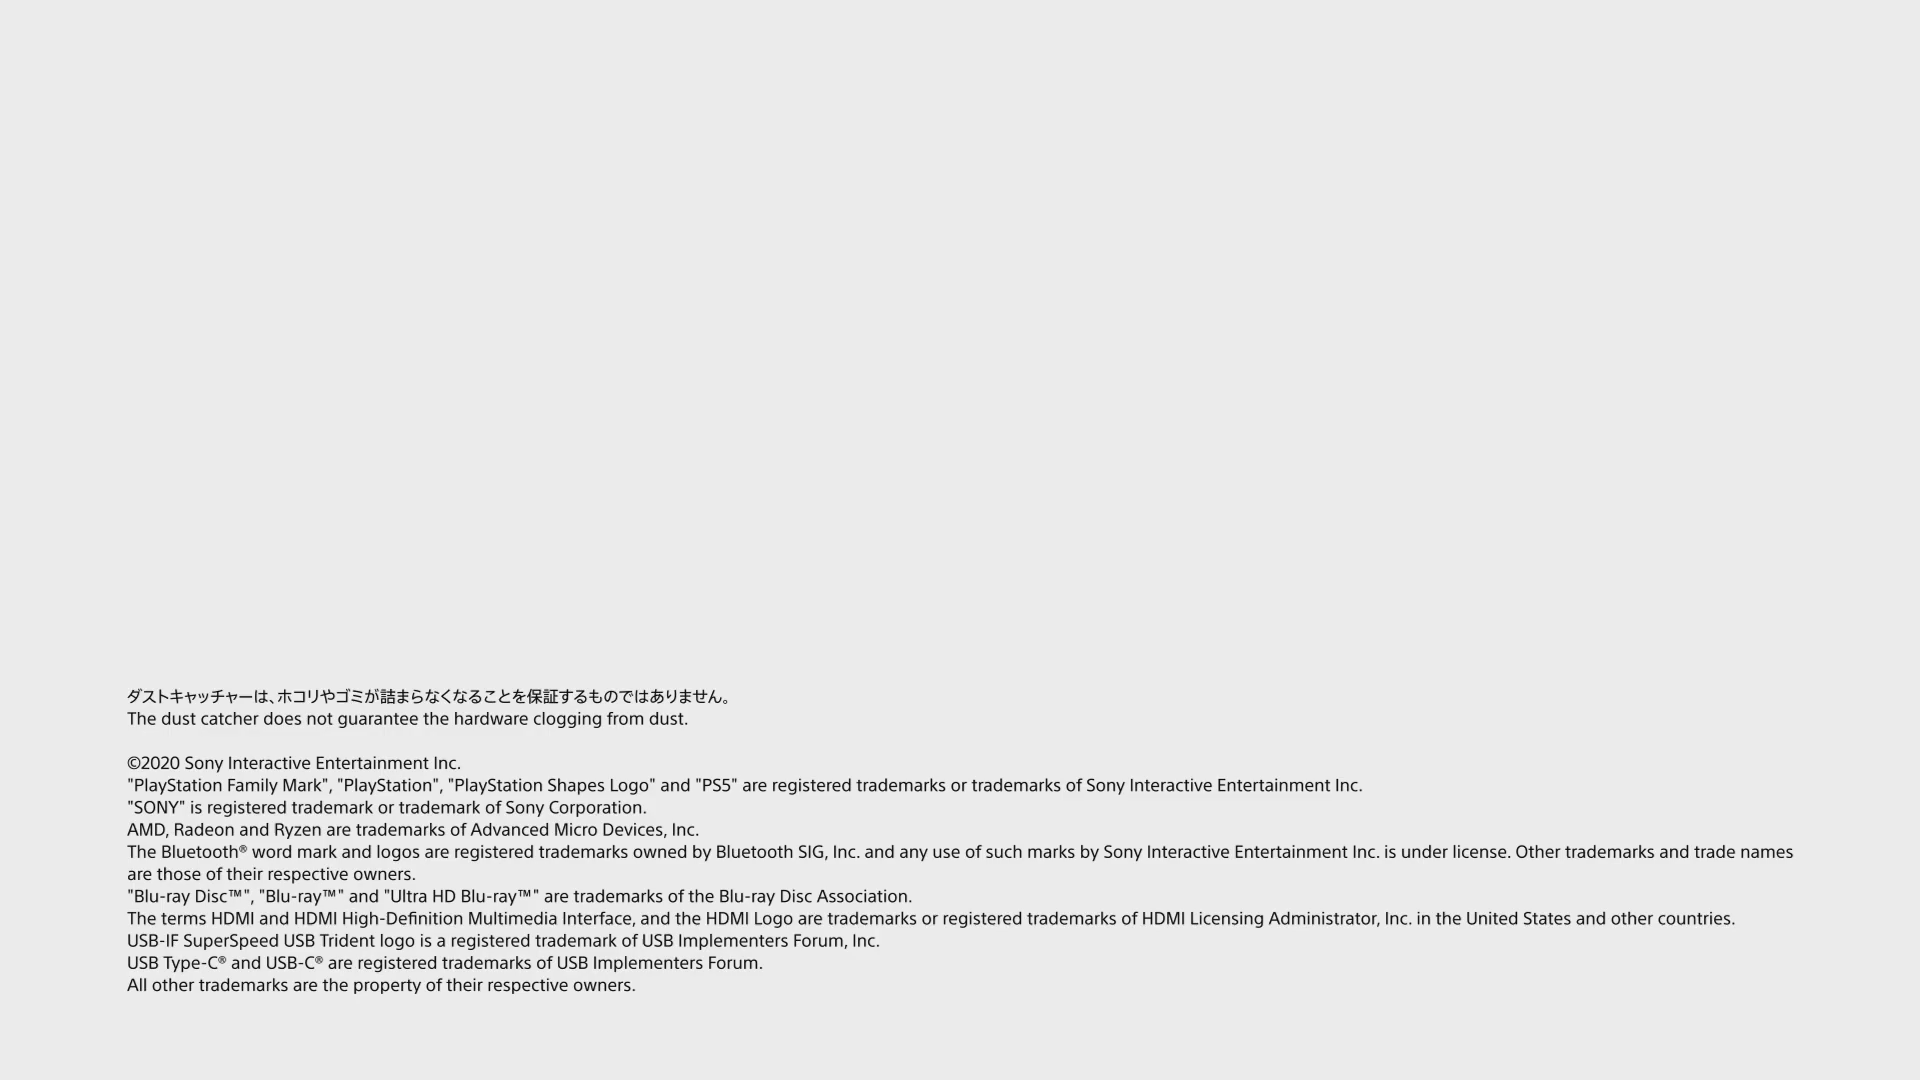 ダストキャッチャーは、ホコリやゴミが詰まらなくなることを保証するものではありません。
The dust catcher does not guarantee the hardware clogging from dust.
©2020 Sony Interactive Entertainment Inc.
"PlayStation Family Mark", "PlayStation", "PlayStation Shapes Logo" and "PS5" are registered trademarks or trademarks of Sony Interactive Entertainment Inc.
"SONY" is registered trademark or trademark of Sony Corporation.
AMD, Radeon and Ryzen are trademarks of Advanced Micro Devices, Inc.
The Bluetooth® word mark and logos are registered trademarks owned by Bluetooth SIG, Inc. and any use of such marks by Sony Interactive Entertainment Inc. is under license. Other trademarks and trade names
are those of their respective owners.
"Blu-ray Disc™", "Blu-ray™" and "Ultra HD Blu-ray™" are trademarks of the Blu-ray Disc Association.
The terms HDMI and HDMI High-Definition Multimedia Interface, and the HDMI Logo are trademarks or registered trademarks of HDMI Licensing Administrator, Inc. in the United States and other countries.
USB-IF SuperSpeed USB Trident logo is a registered trademark of USB Implementers Forum, Inc.
USB Type-C® and USB-C® are registered trademarks of USB Implementers Forum.
All other trademarks are the property of their respective owners.